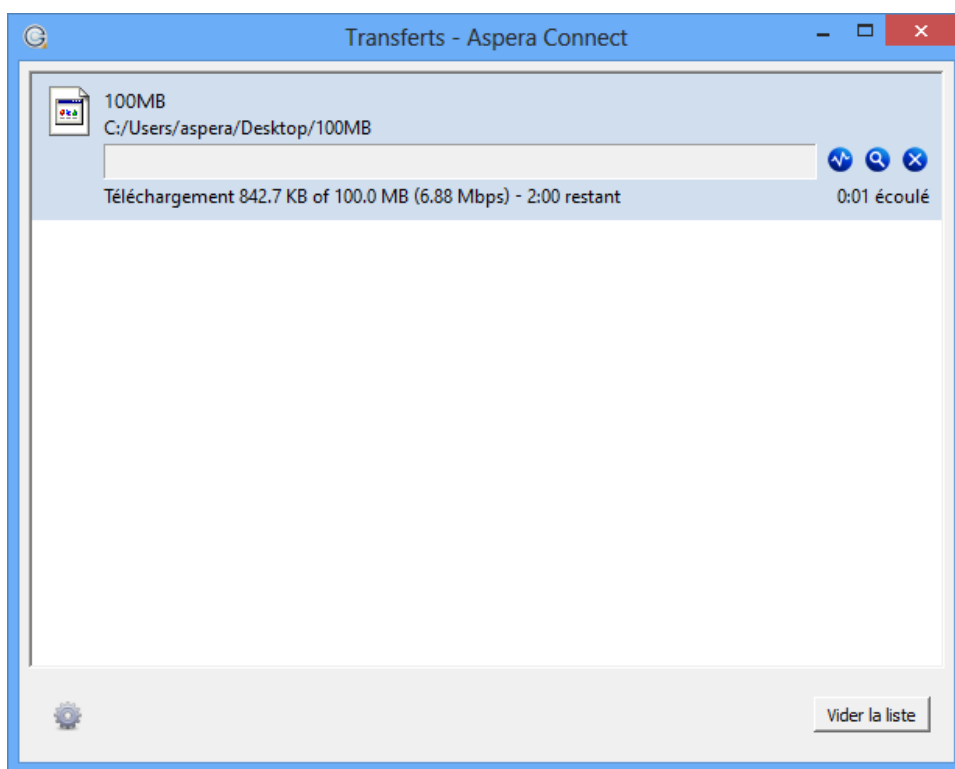 Transferts - Aspera Connect
100MB
C:/Users/aspera/Desktop/100MB
Téléchargement 842.7 KB of 100.0 MB (6.88 Mbps) - 2:00 restant
0:01 écoulé
Vider la liste